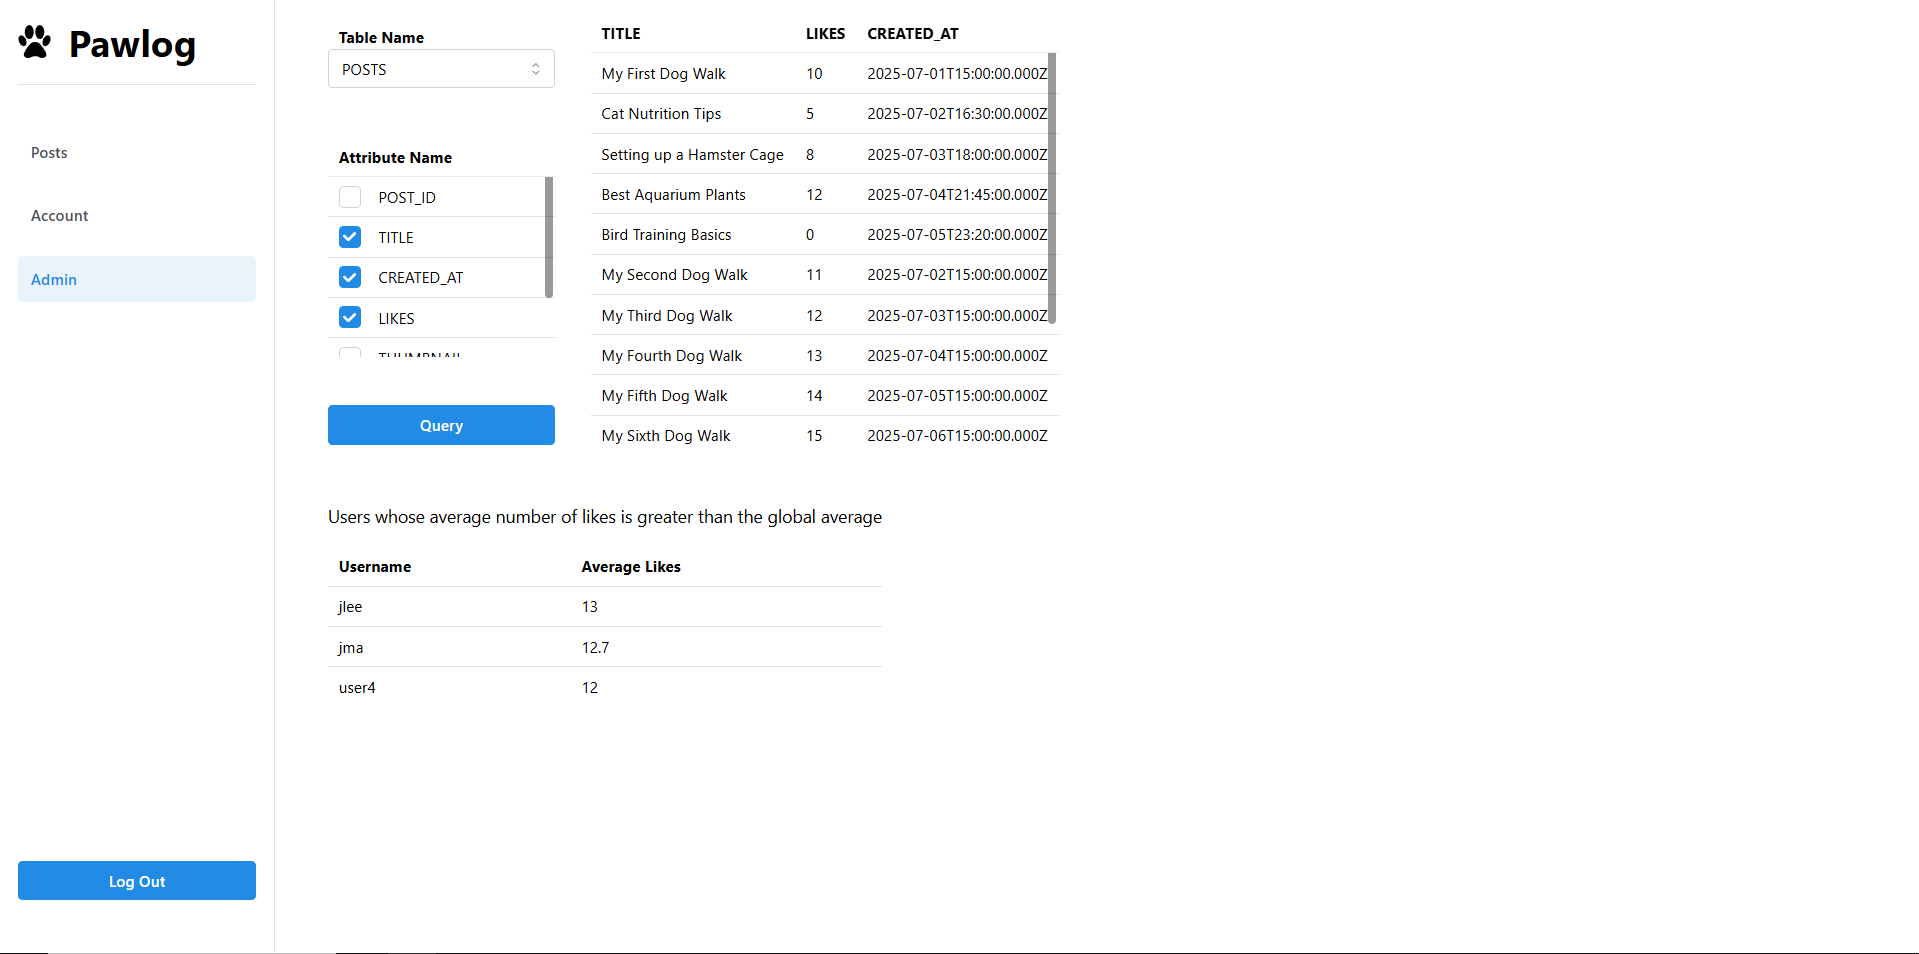 Pawlog
Posts
Account
Admin
Log Out
Table Name
POSTS
Attribute Name
POST_ID
TITLE
CREATED_AT
LIKES
THUMBNAIL
Query
TITLE LIKES CREATED_AT
My First Dog Walk 10 2025-07-01T15:00:00.000Z
Cat Nutrition Tips 5 2025-07-02T16:30:00.000Z
Setting up a Hamster Cage 8 2025-07-03T18:00:00.000Z
Best Aquarium Plants 12 2025-07-04T21:45:00.000Z
Bird Training Basics 0 2025-07-05T23:20:00.000Z
My Second Dog Walk 11 2025-07-02T15:00:00.000Z
My Third Dog Walk 12 2025-07-03T15:00:00.000Z
My Fourth Dog Walk 13 2025-07-04T15:00:00.000Z
My Fifth Dog Walk 14 2025-07-05T15:00:00.000Z
My Sixth Dog Walk 15 2025-07-06T15:00:00.000Z
Users whose average number of likes is greater than the global average
Username Average Likes
jlee 13
jma 12.7
user4 12